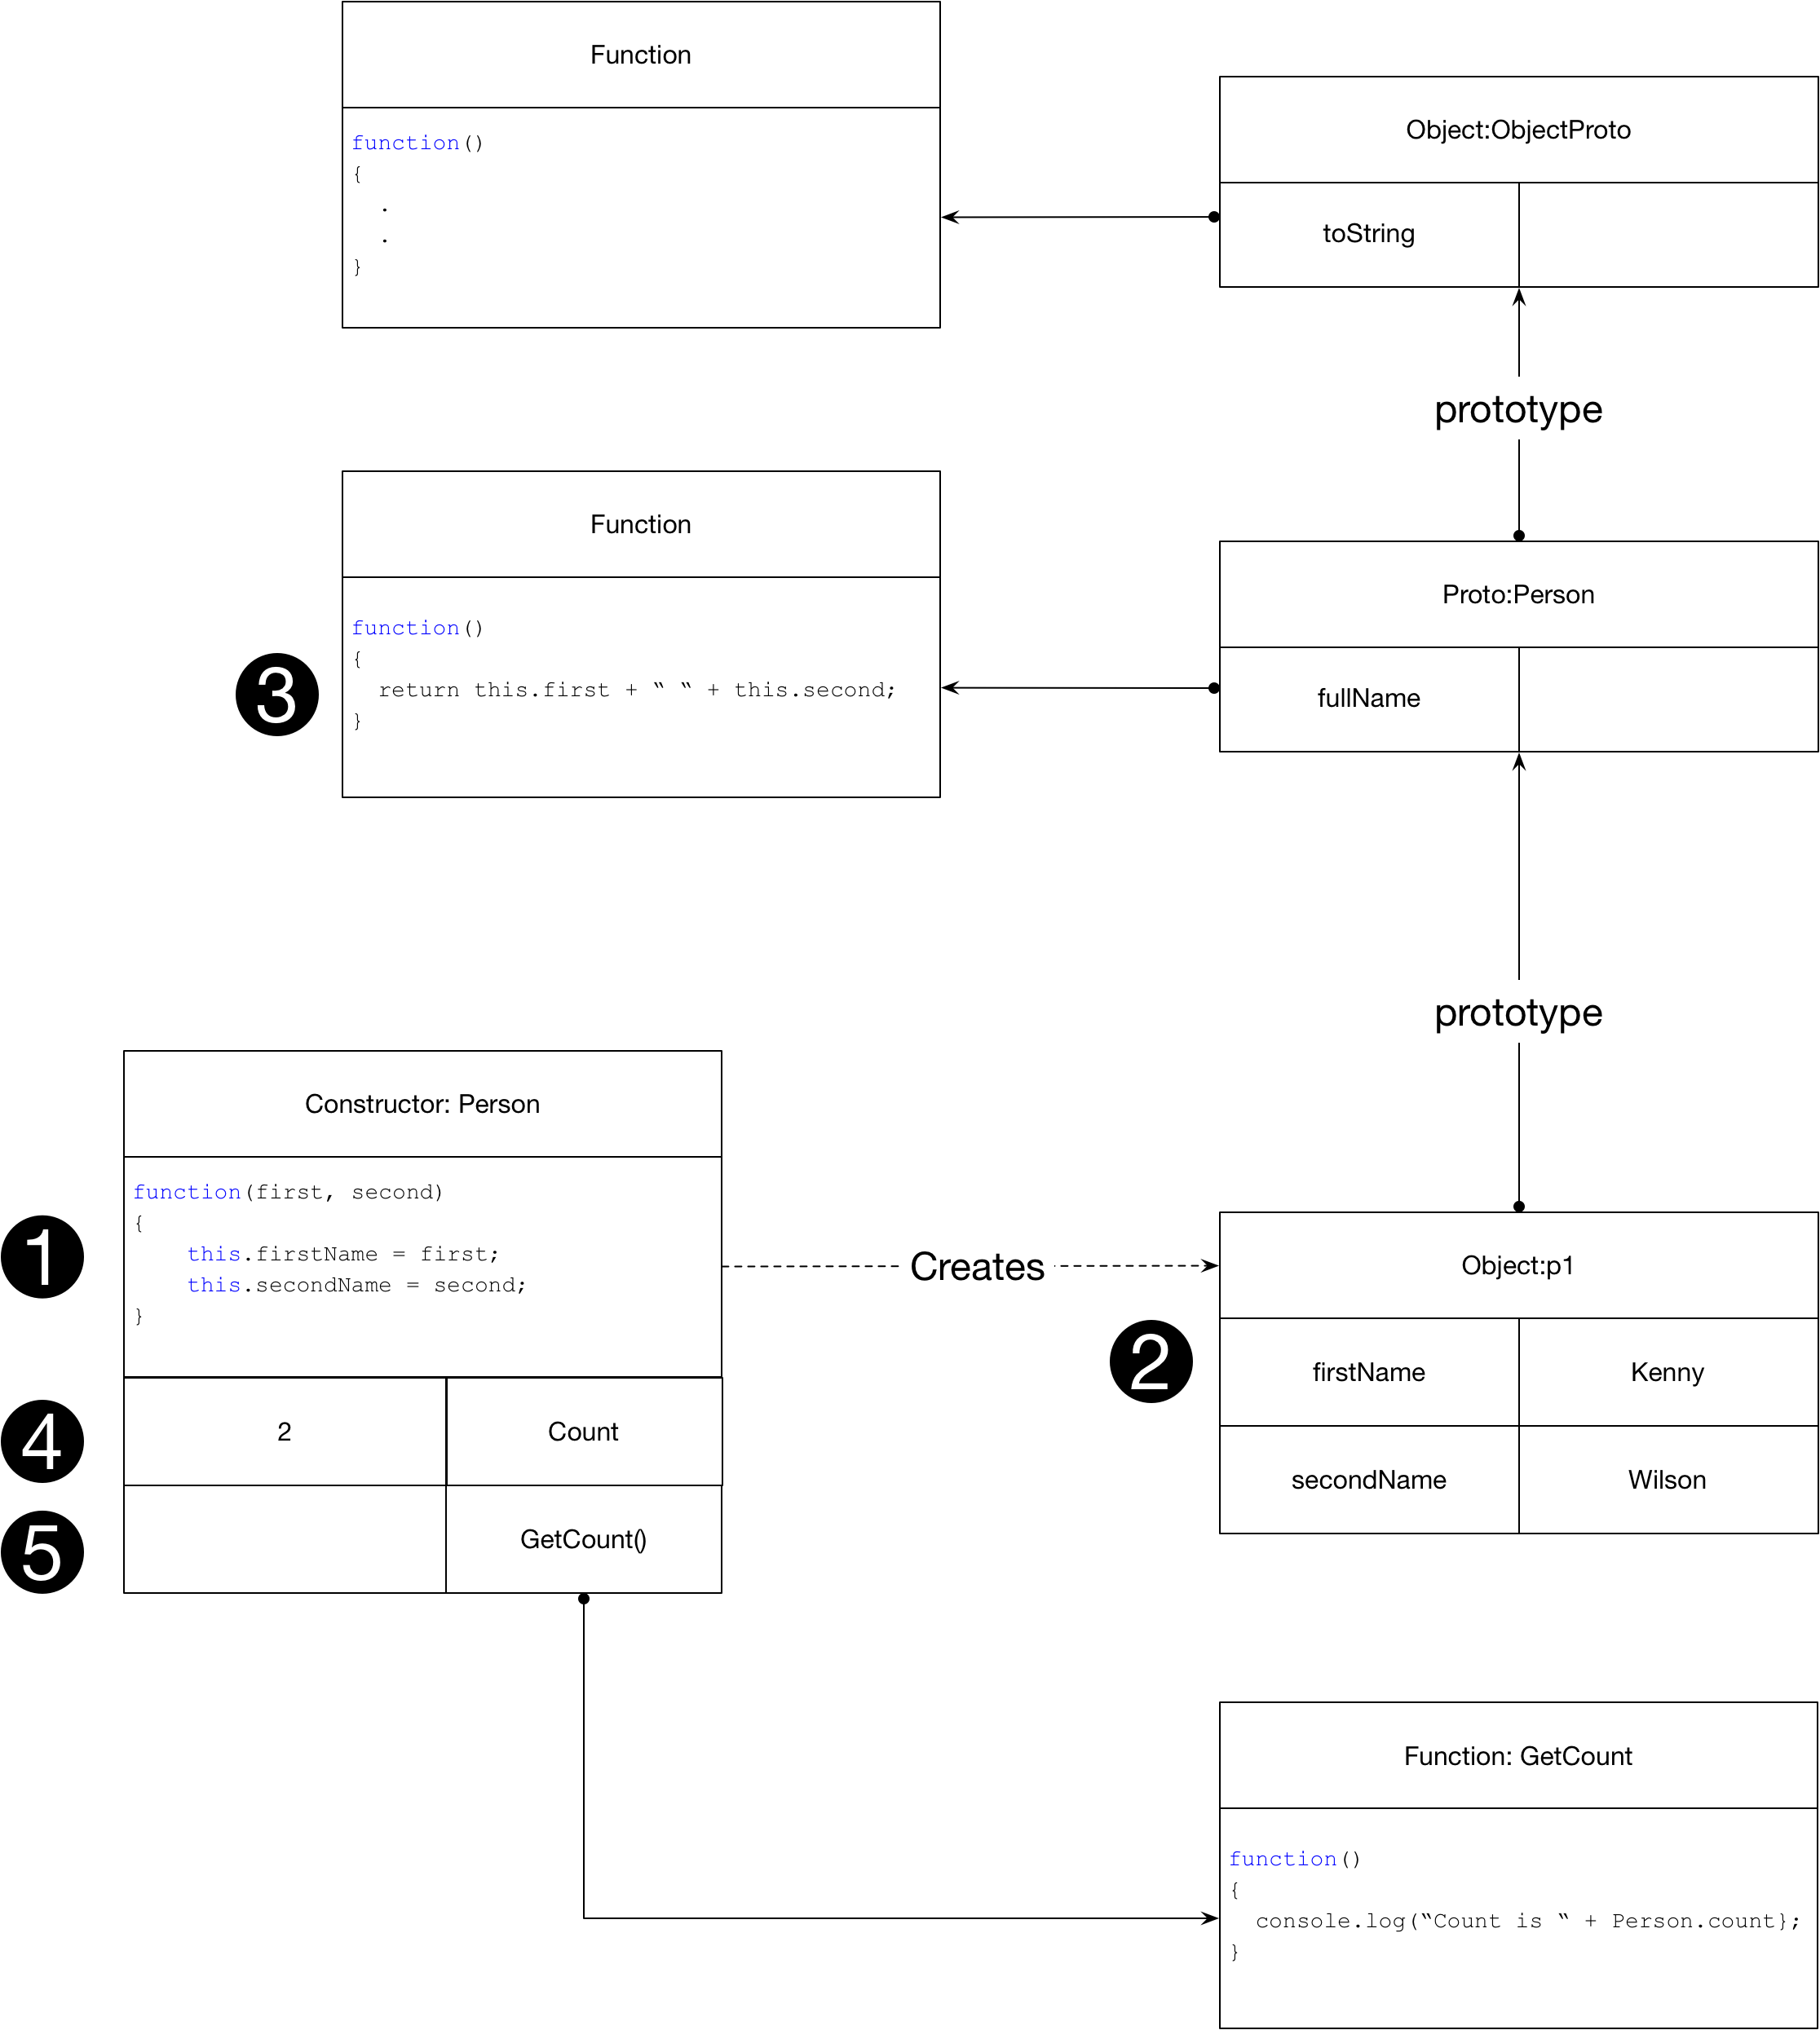 Function
function()
{
.
.
}
Object:ObjectProto
toString
prototype
Function
function()
{
return this.first + “ “ + this.second;
}
3
Proto:Person
fullName
prototype
Constructor: Person
1
function(first, second)
{
this.firstName = first;
this.secondName = second;
}
Creates
Object:p1
2
firstName
Kenny
secondName
Wilson
4
2
Count
5
GetCount()
Function: GetCount
function()
{
console.log(“Count is “ + Person.count};
}